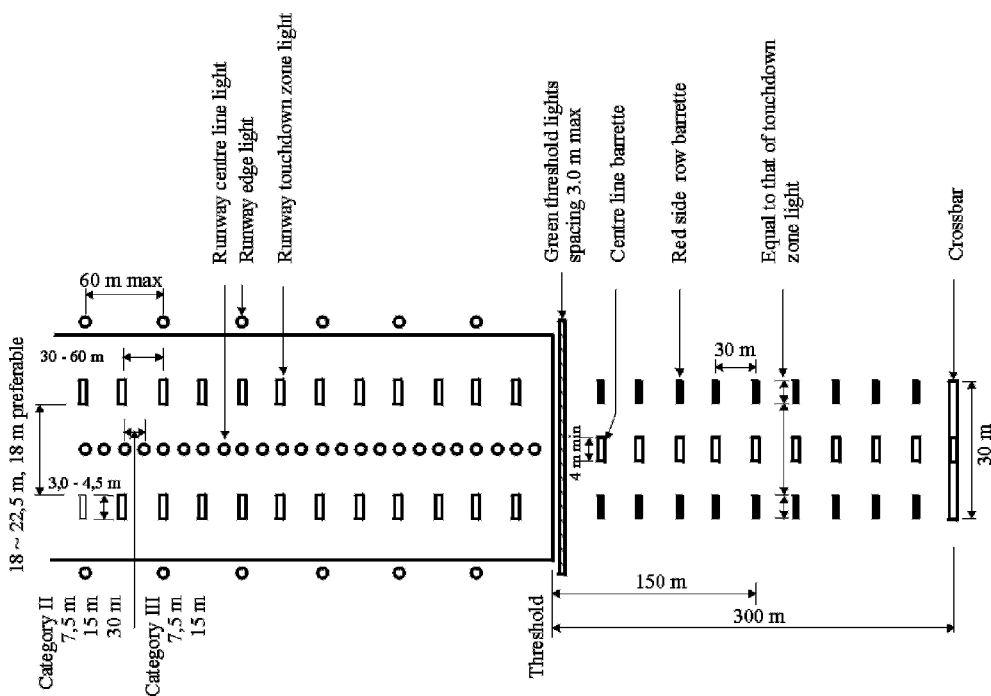 Runway centre line light
Runway edge light
Runway touchdown zone light
Green threshold lights
spacing 3.0 m max
Centre line barrette
Red side row barrette
Equal to that of touchdown
zone light
Crossbar
60 m max
30 - 60 m
30 m
18 ~ 22,5 m, 18 m preferable
4 m min
30 m
3,0 - 4,5 m
150 m
300 m
Threshold
Category II
7,5 m
15 m
30 m
Category III
7,5 m
15 m